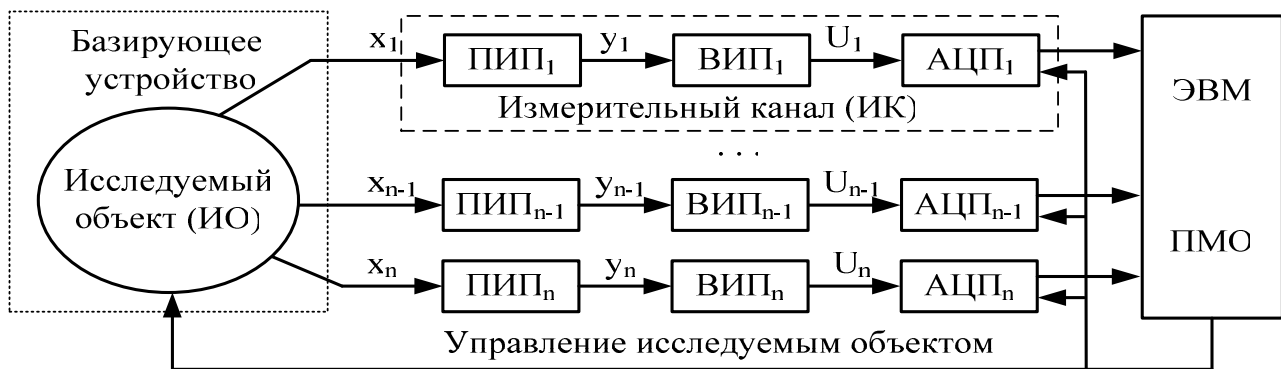 Базирующее
устройство
Исследуемый
объект (ИО)
x₁ ПИП₁ y₁ ВИП₁ U₁ АЦП₁
Измерительный канал (ИК)
. . .
xₙ₋₁ ПИПₙ₋₁ yₙ₋₁ ВИПₙ₋₁ Uₙ₋₁ АЦПₙ₋₁
xₙ ПИПₙ yₙ ВИПₙ Uₙ АЦПₙ
ЭВМ
ПМО
Управление исследуемым объектом